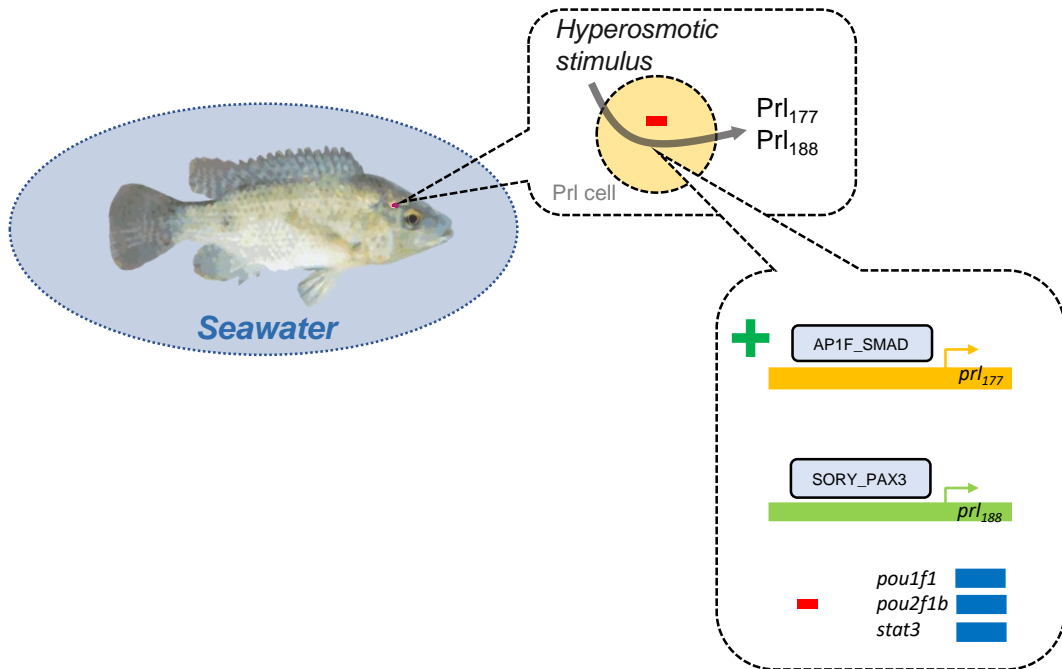 Hyperosmotic
stimulus
Prl177
Prl188
Prl cell
Seawater
AP1F_SMAD
prl177
SORY_PAX3
prl188
pou1f1
pou2f1b
stat3